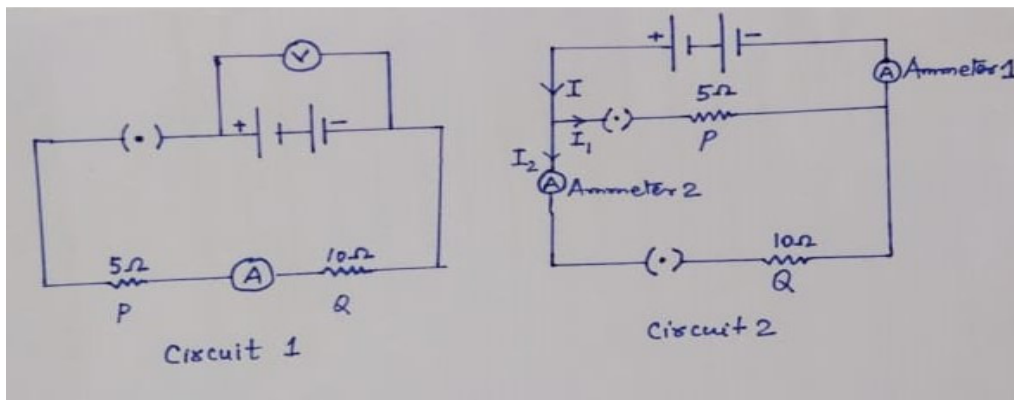 V
+ -
(•)
5Ω
A
10Ω
P
Q
Circuit 1
+ -
A Ammeter 1
I
5Ω
(•)
I₁
P
I₂
A Ammeter 2
10Ω
(•)
Q
Circuit 2